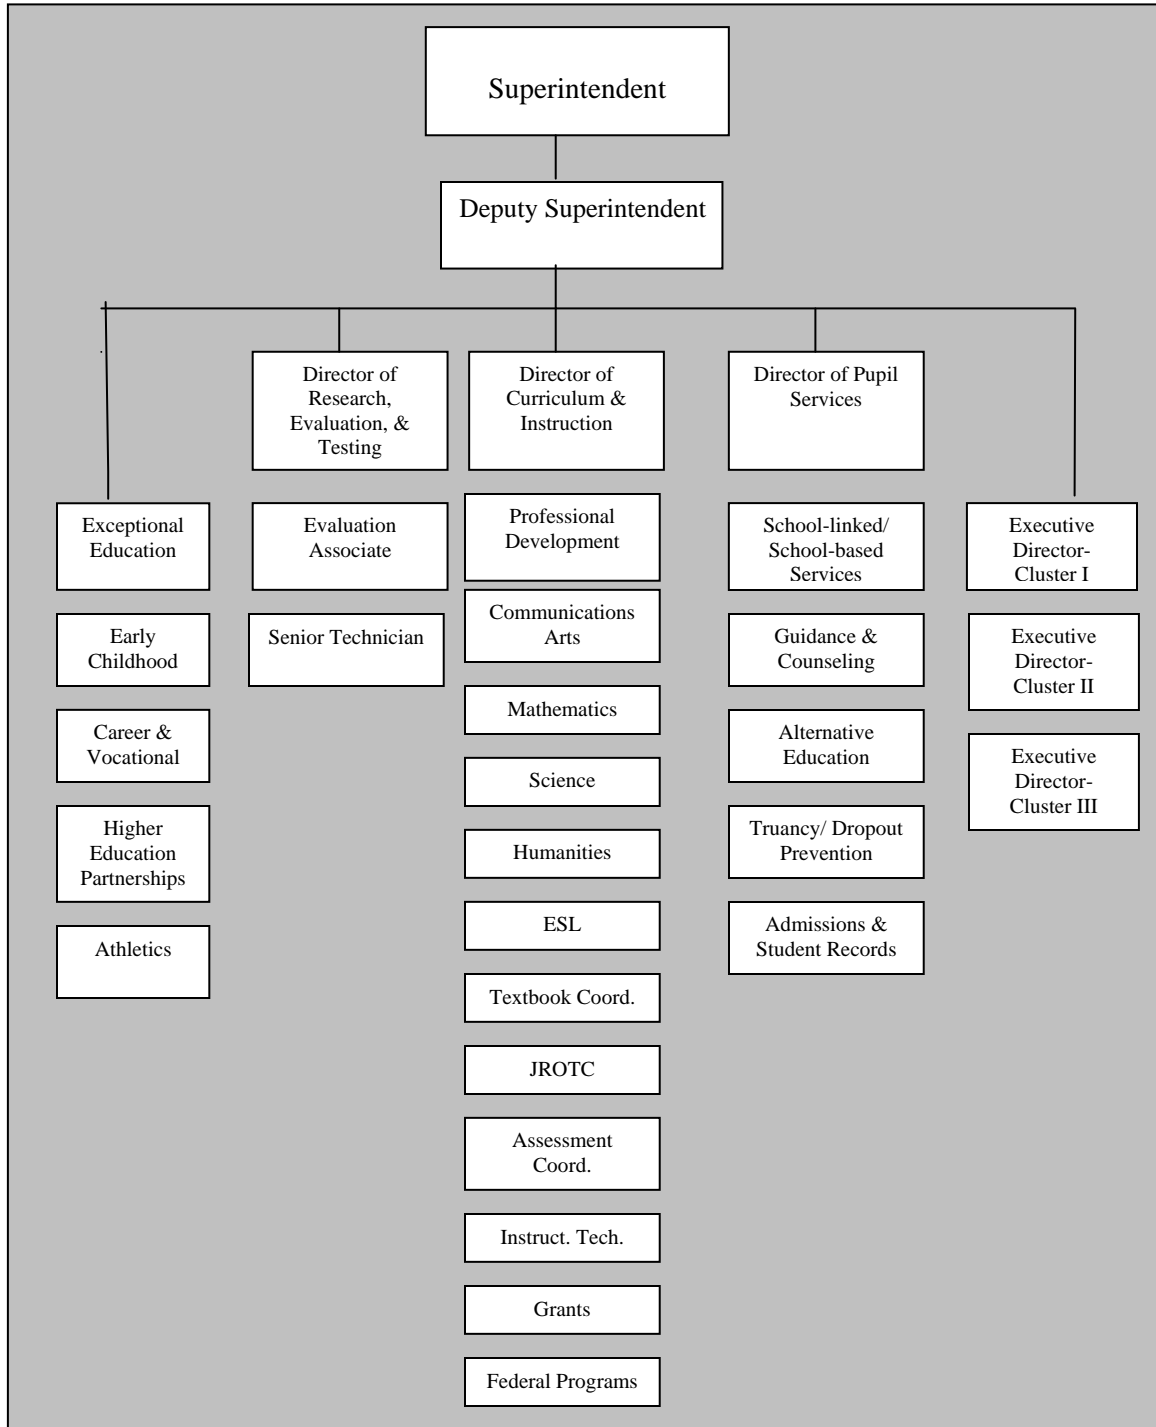 Superintendent
Deputy Superintendent
Director of
Research,
Evaluation, &
Testing
Director of
Curriculum &
Instruction
Director of Pupil
Services
Exceptional
Education
Early
Childhood
Career &
Vocational
Higher
Education
Partnerships
Athletics
Evaluation
Associate
Senior Technician
Professional
Development
Communications
Arts
Mathematics
Science
Humanities
ESL
Textbook Coord.
JROTC
Assessment
Coord.
Instruct. Tech.
Grants
Federal Programs
School-linked/
School-based
Services
Guidance &
Counseling
Alternative
Education
Truancy/ Dropout
Prevention
Admissions &
Student Records
Executive
Director-
Cluster I
Executive
Director-
Cluster II
Executive
Director-
Cluster III